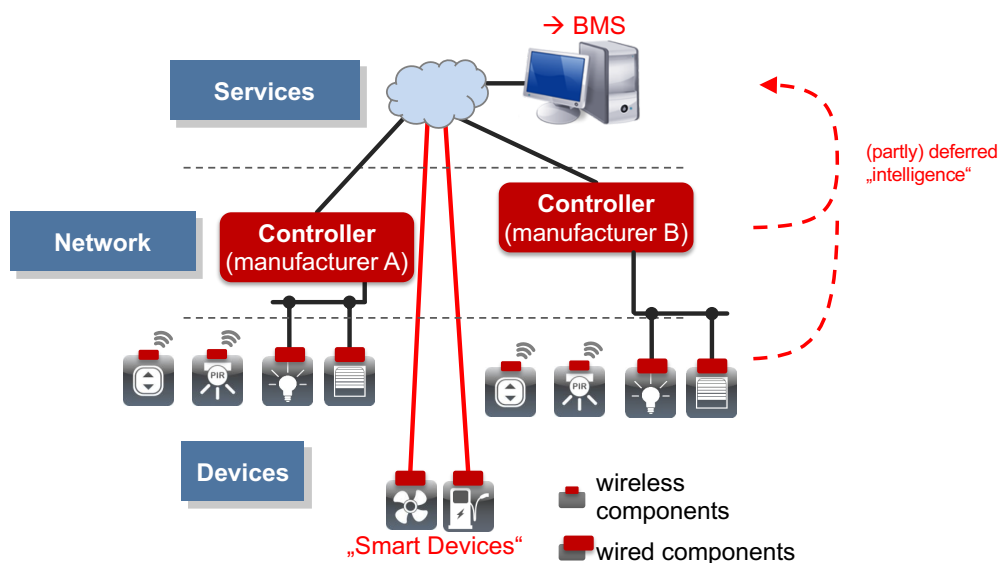 → BMS
Services
(partly) deferred
„intelligence“
Controller
(manufacturer A)
Controller
(manufacturer B)
Network
PIR
PIR
Devices
„Smart Devices“
wireless
components
wired components